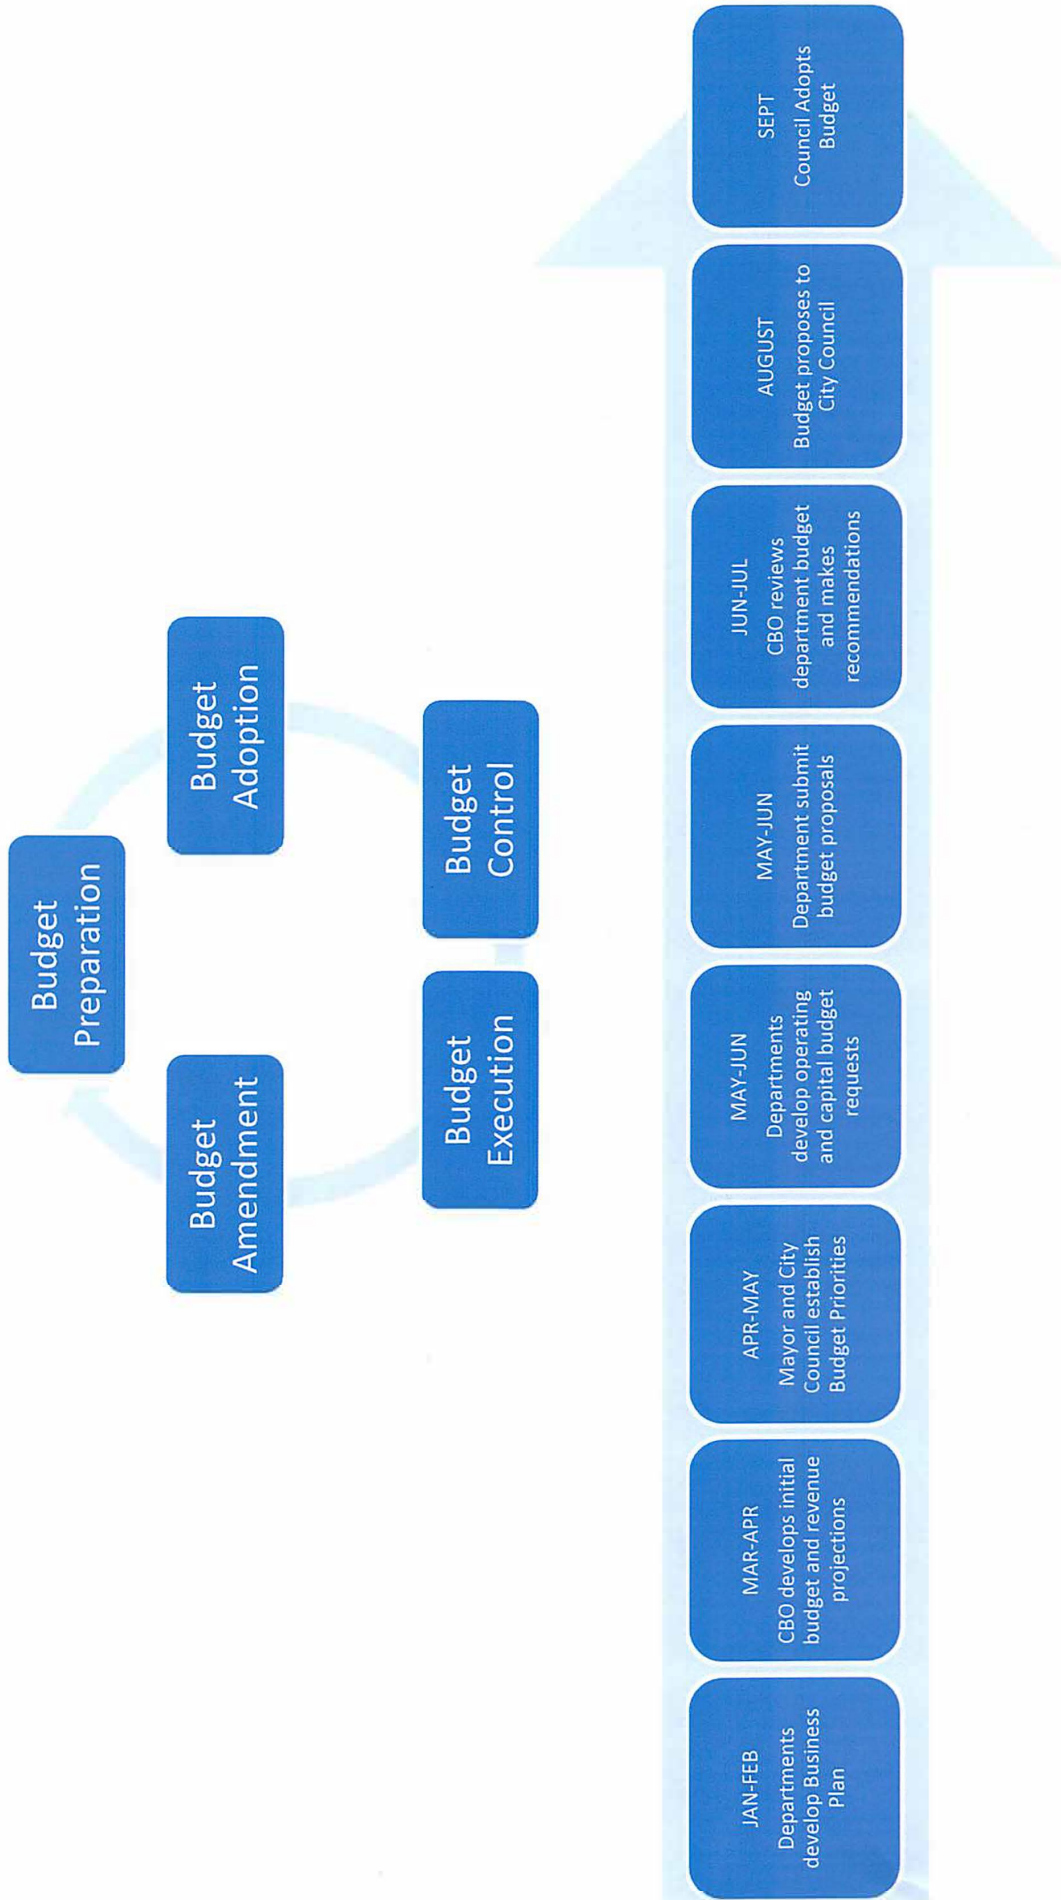 Budget
Preparation
Budget
Adoption
Budget
Control
Budget
Execution
Budget
Amendment
JAN-FEB
Departments
develop Business
Plan
MAR-APR
CBO develops initial
budget and revenue
projections
APR-MAY
Mayor and City
Council establish
Budget Priorities
MAY-JUN
Departments
develop operating
and capital budget
requests
MAY-JUN
Department submit
budget proposals
JUN-JUL
CBO reviews
department budget
and makes
recommendations
AUGUST
Budget proposes to
City Council
SEPT
Council Adopts
Budget